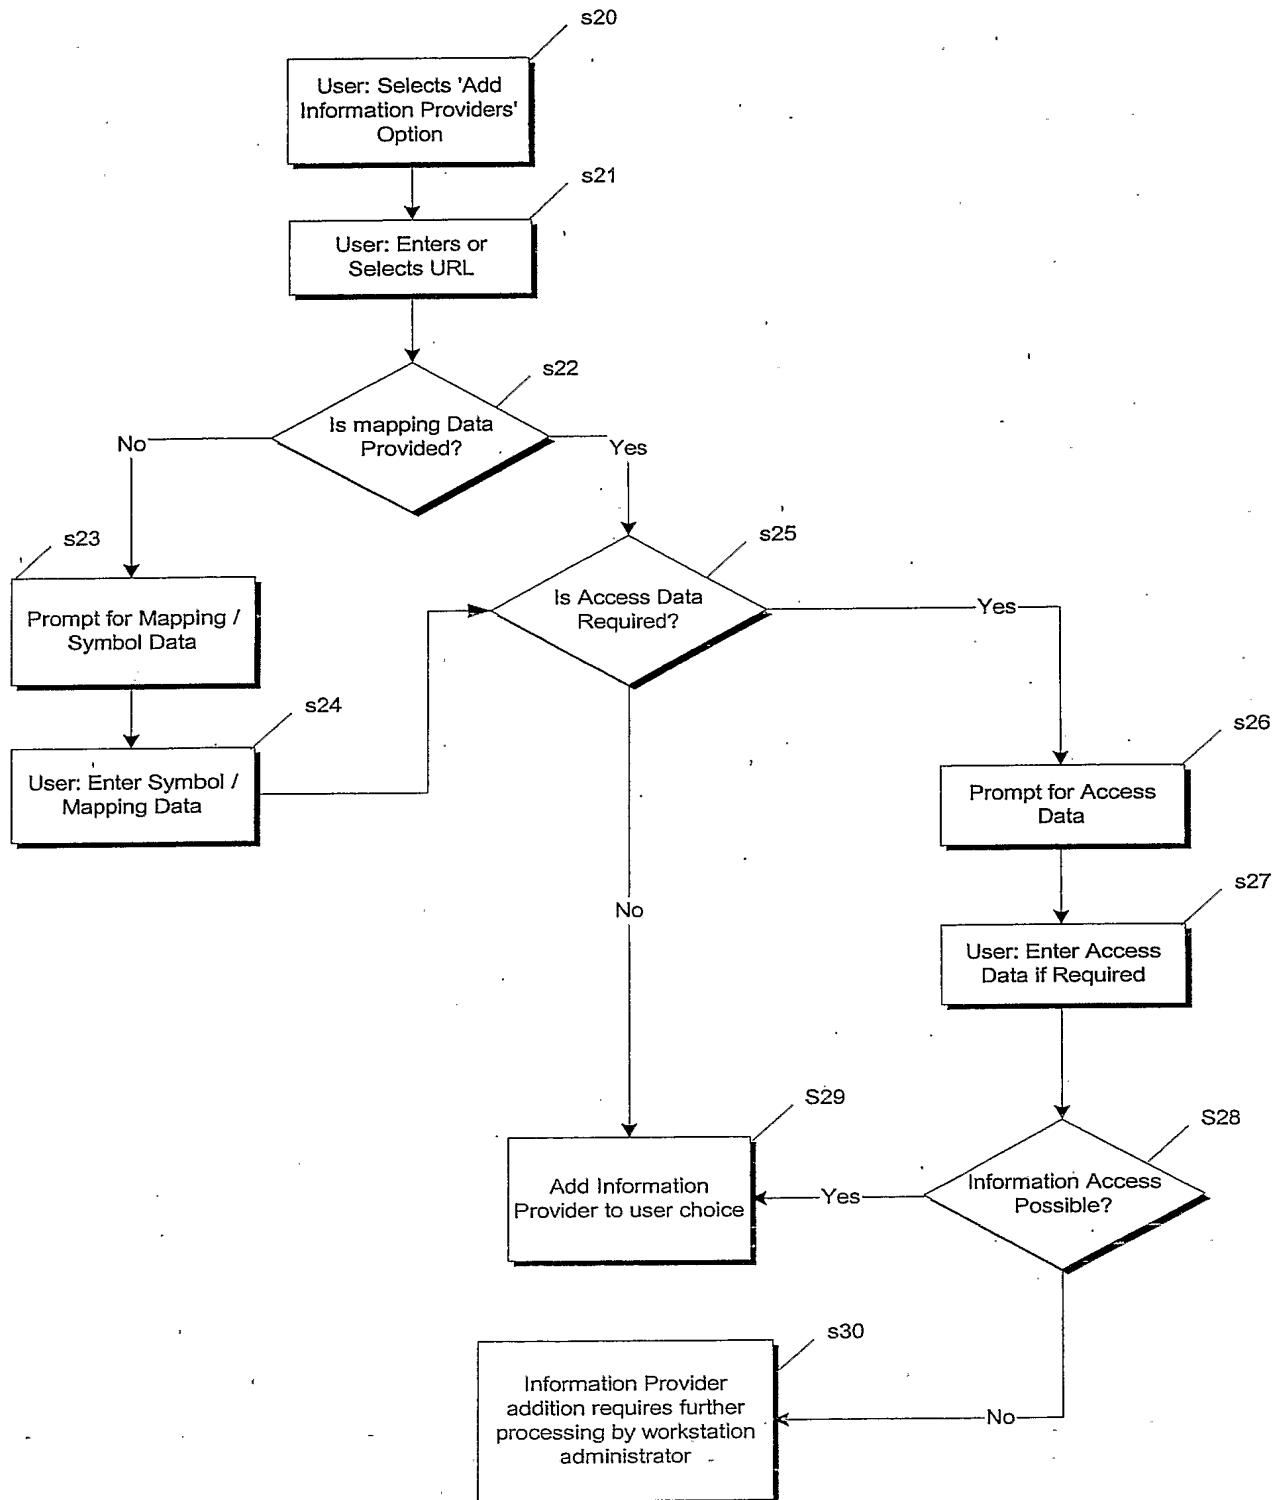 s20
User: Selects 'Add
Information Providers'
Option
s21
User: Enters or
Selects URL
s22
Is mapping Data
Provided?
No
Yes
s23
s25
Prompt for Mapping /
Symbol Data
Is Access Data
Required?
Yes
s24
User: Enter Symbol /
Mapping Data
s26
Prompt for Access
Data
No
s27
User: Enter Access
Data if Required
S29
S28
Add Information
Provider to user choice
Yes
Information Access
Possible?
s30
Information Provider
addition requires further
processing by workstation
administrator
No